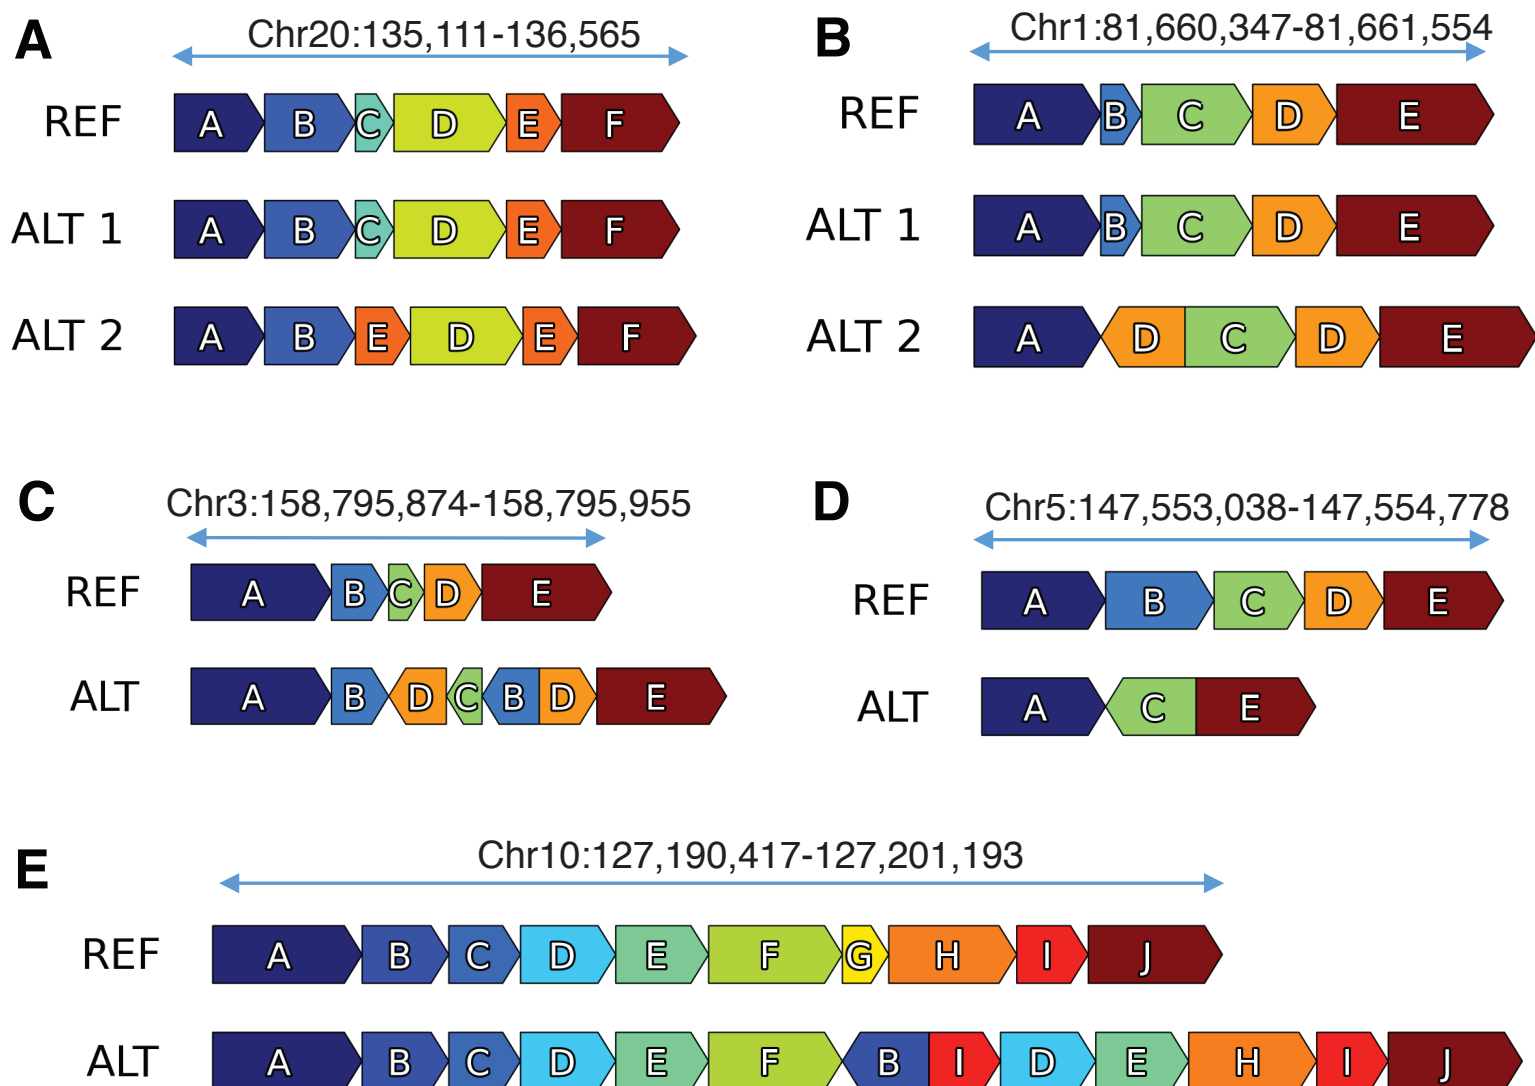 A
Chr20:135,111-136,565
REF A B C D E F
ALT 1 A B C D E F
ALT 2 A B E D E F
B
Chr1:81,660,347-81,661,554
REF A B C D E
ALT 1 A B C D E
ALT 2 A D C D E
C
Chr3:158,795,874-158,795,955
REF A B C D E
ALT A B D C B D E
D
Chr5:147,553,038-147,554,778
REF A B C D E
ALT A C E
E
Chr10:127,190,417-127,201,193
REF A B C D E F G H I J
ALT A B C D E F B I D E H I J